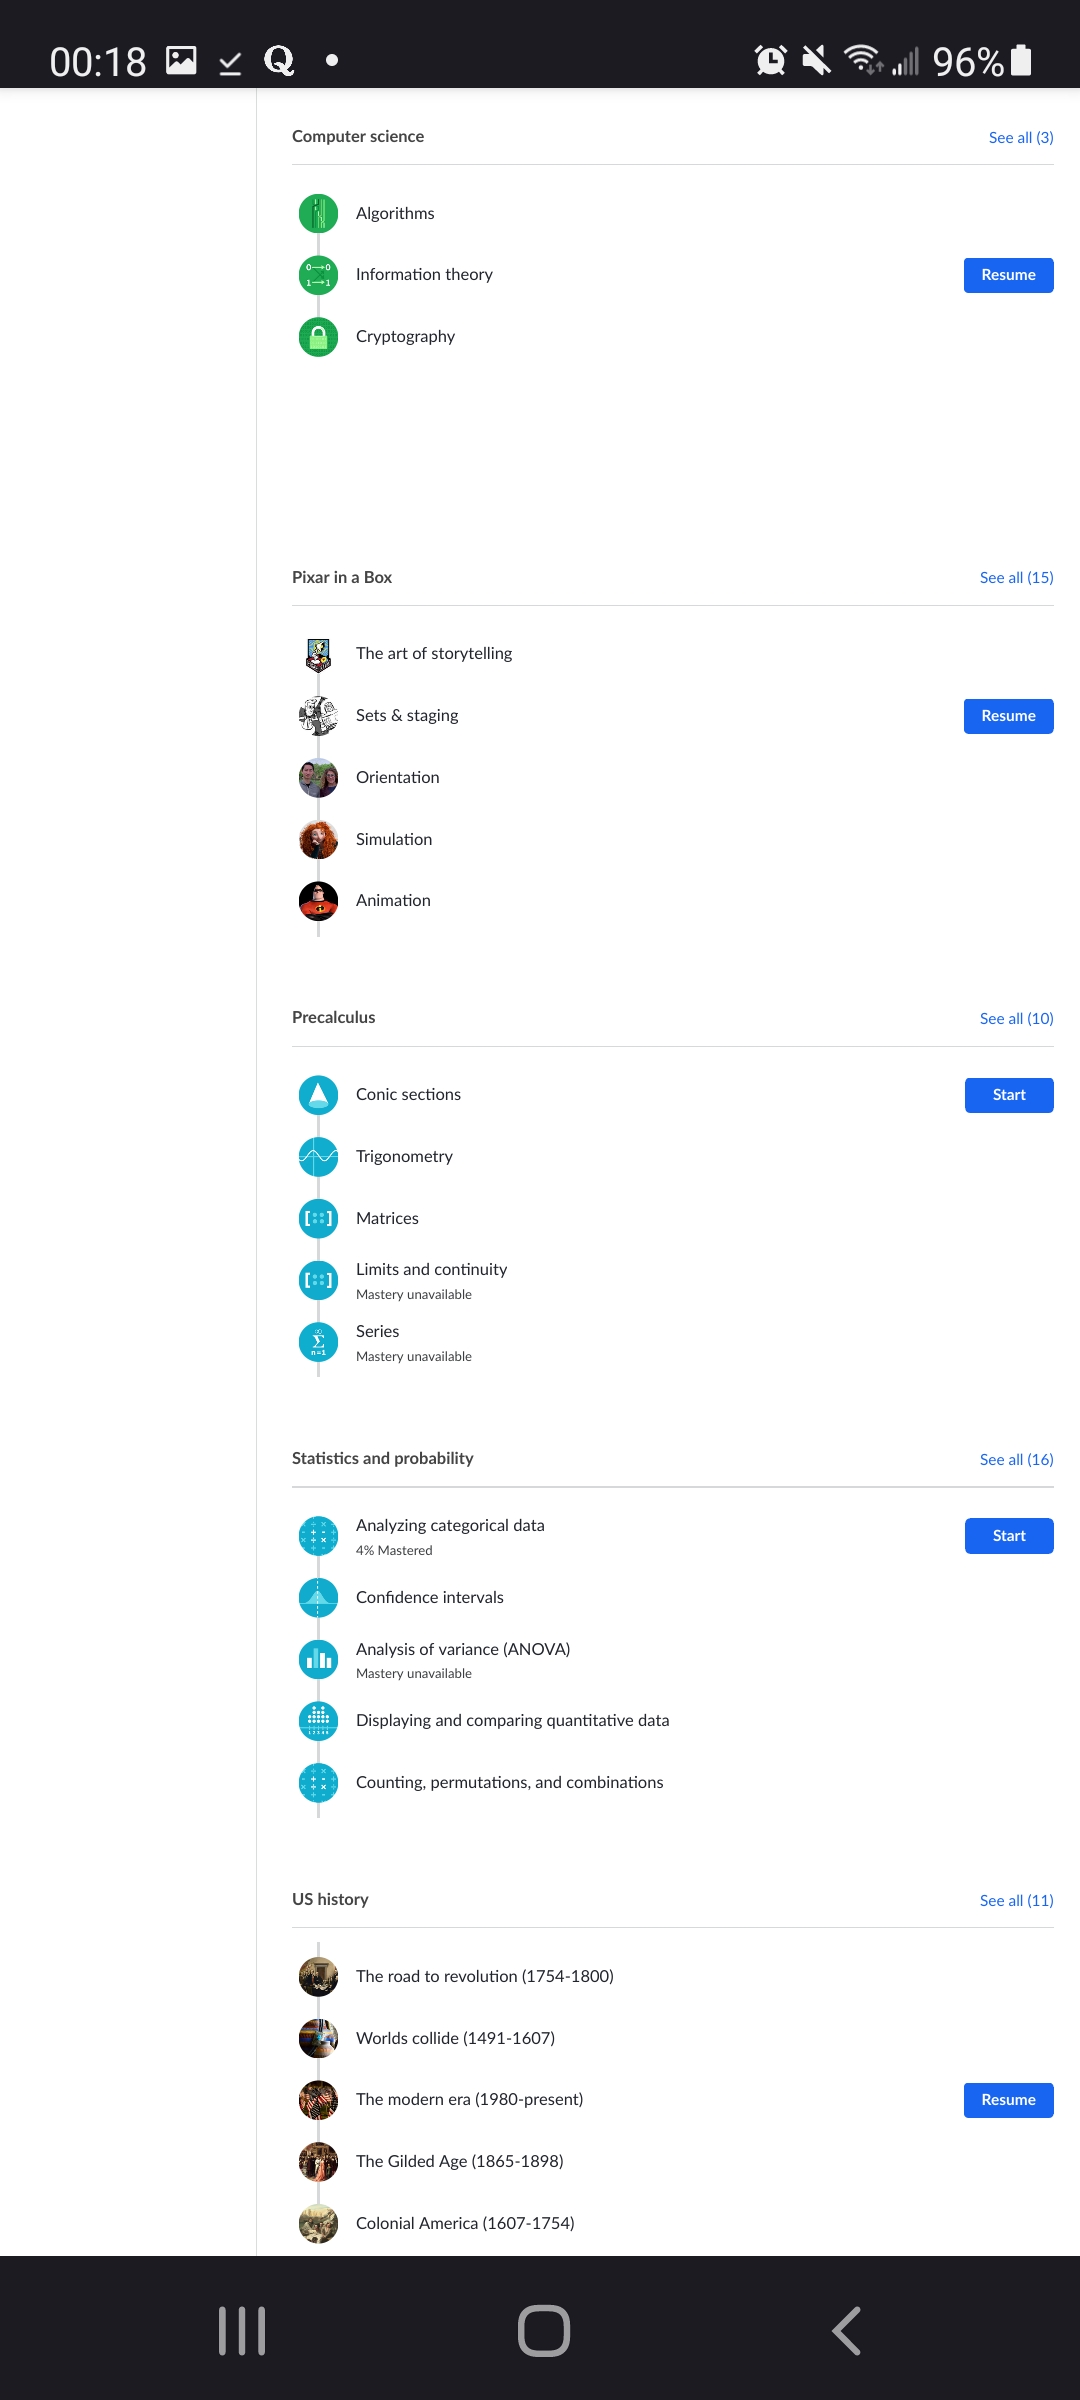 00:18
96%
Computer science
See all (3)
Algorithms
Information theory
Resume
Cryptography
Pixar in a Box
See all (15)
The art of storytelling
Sets & staging
Resume
Orientation
Simulation
Animation
Precalculus
See all (10)
Conic sections
Start
Trigonometry
Matrices
Limits and continuity
Mastery unavailable
Series
Mastery unavailable
Statistics and probability
See all (16)
Analyzing categorical data
4% Mastered
Start
Confidence intervals
Analysis of variance (ANOVA)
Mastery unavailable
Displaying and comparing quantitative data
Counting, permutations, and combinations
US history
See all (11)
The road to revolution (1754-1800)
Worlds collide (1491-1607)
The modern era (1980-present)
Resume
The Gilded Age (1865-1898)
Colonial America (1607-1754)